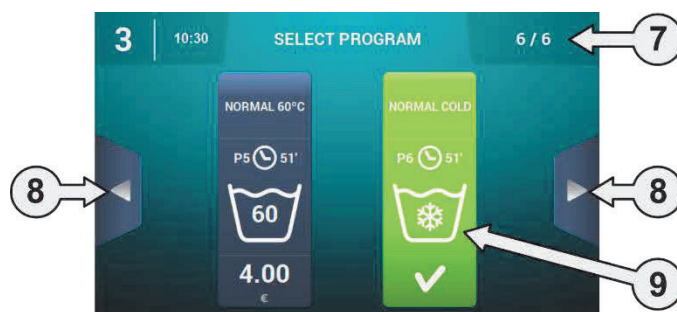 3 10:30 SELECT PROGRAM 6 / 6 7
NORMAL 60°C NORMAL COLD
P5 51' P6 51'
8 8
60
9
4.00
€